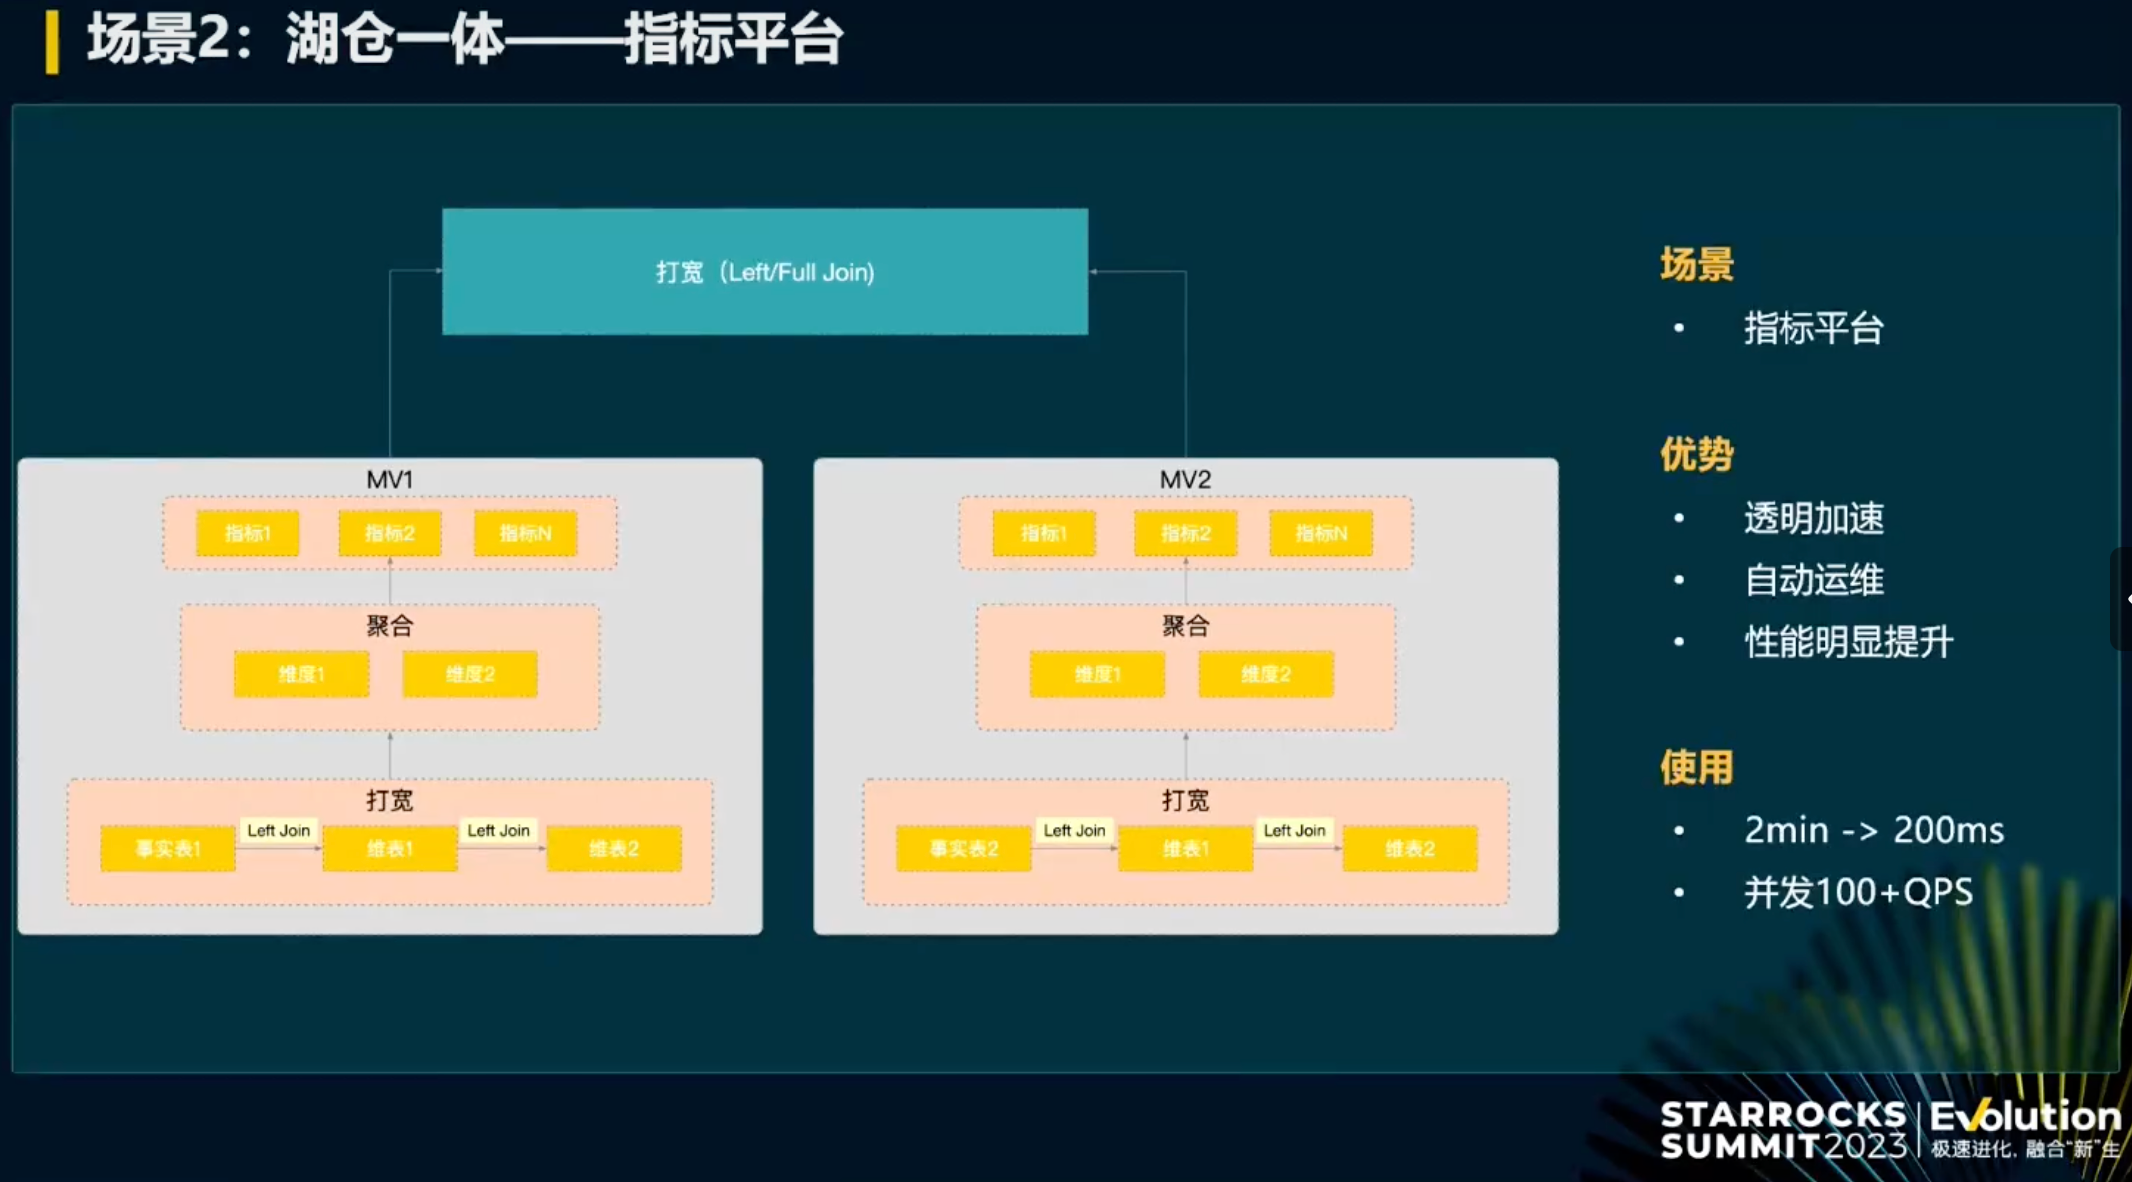 场景2：湖仓一体——指标平台
打宽（Left/Full Join)
MV1
指标1
指标2
指标N
聚合
维度1
维度2
打宽
事实表1
Left Join
维表1
Left Join
维表2
MV2
指标1
指标2
指标N
聚合
维度1
维度2
打宽
事实表2
Left Join
维表1
Left Join
维表2
场景
• 指标平台
优势
• 透明加速
• 自动运维
• 性能明显提升
使用
• 2min -> 200ms
• 并发100+QPS
STARROCKS
SUMMIT2023
Evolution
极速进化, 融合“新”生